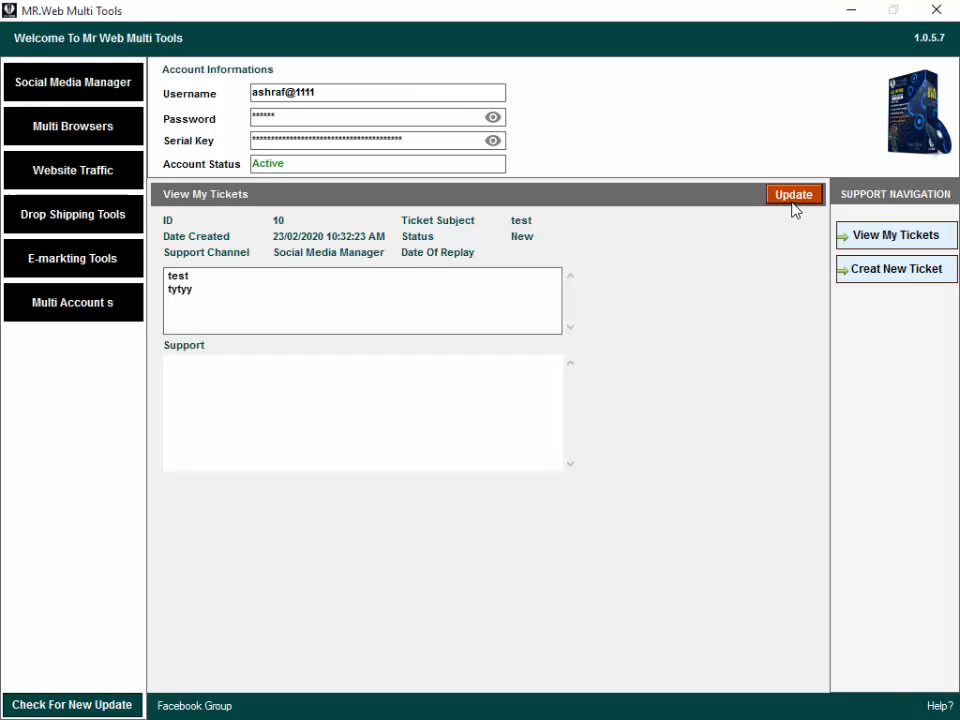 MR.Web Multi Tools
Welcome To Mr Web Multi Tools
1.0.5.7
Social Media Manager
Multi Browsers
Website Traffic
Drop Shipping Tools
E-markting Tools
Multi Account s
Account Informations
Username
ashraf@1111
Password
******
Serial Key
****************************************
Account Status
Active
View My Tickets
Update
SUPPORT NAVIGATION
View My Tickets
Creat New Ticket
ID 10 Ticket Subject test
Date Created 23/02/2020 10:32:23 AM Status New
Support Channel Social Media Manager Date Of Replay
test
tytyy
Support
Check For New Update
Facebook Group
Help?